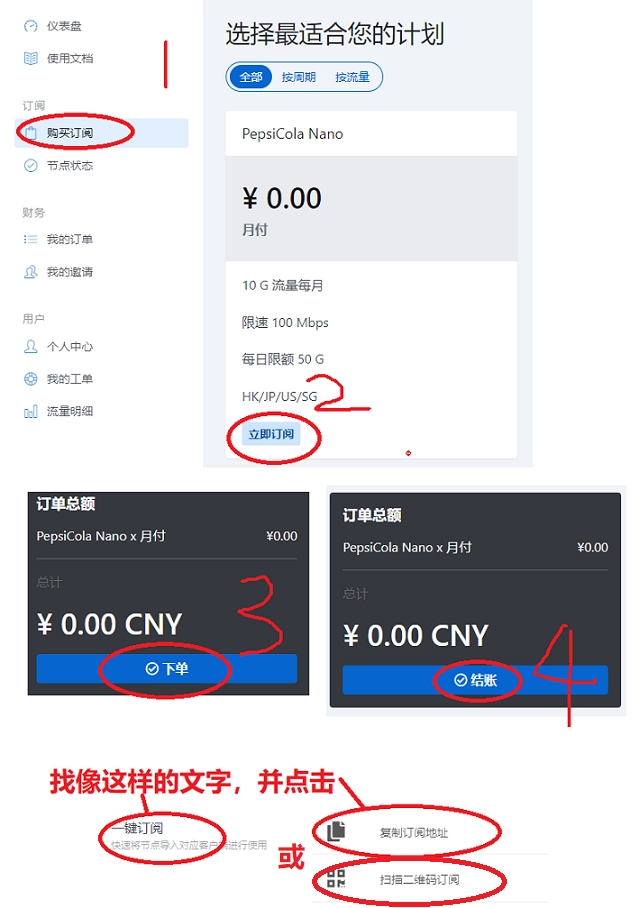 仪表盘
使用文档
1
订阅
购买订阅
节点状态
财务
我的订单
我的邀请
用户
个人中心
我的工单
流量明细
选择最适合您的计划
全部 按周期 按流量
PepsiCola Nano
¥ 0.00
月付
10 G 流量每月
限速 100 Mbps
每日限额 50 G
HK/JP/US/SG
2
立即订阅
订单总额
PepsiCola Nano x 月付 ¥0.00
总计
¥ 0.00 CNY
3
下单
订单总额
PepsiCola Nano x 月付 ¥0.00
总计
¥ 0.00 CNY
4
结账
找像这样的文字，并点击
一键订阅
快速将节点导入对应客户端进行使用
或
复制订阅地址
扫描二维码订阅